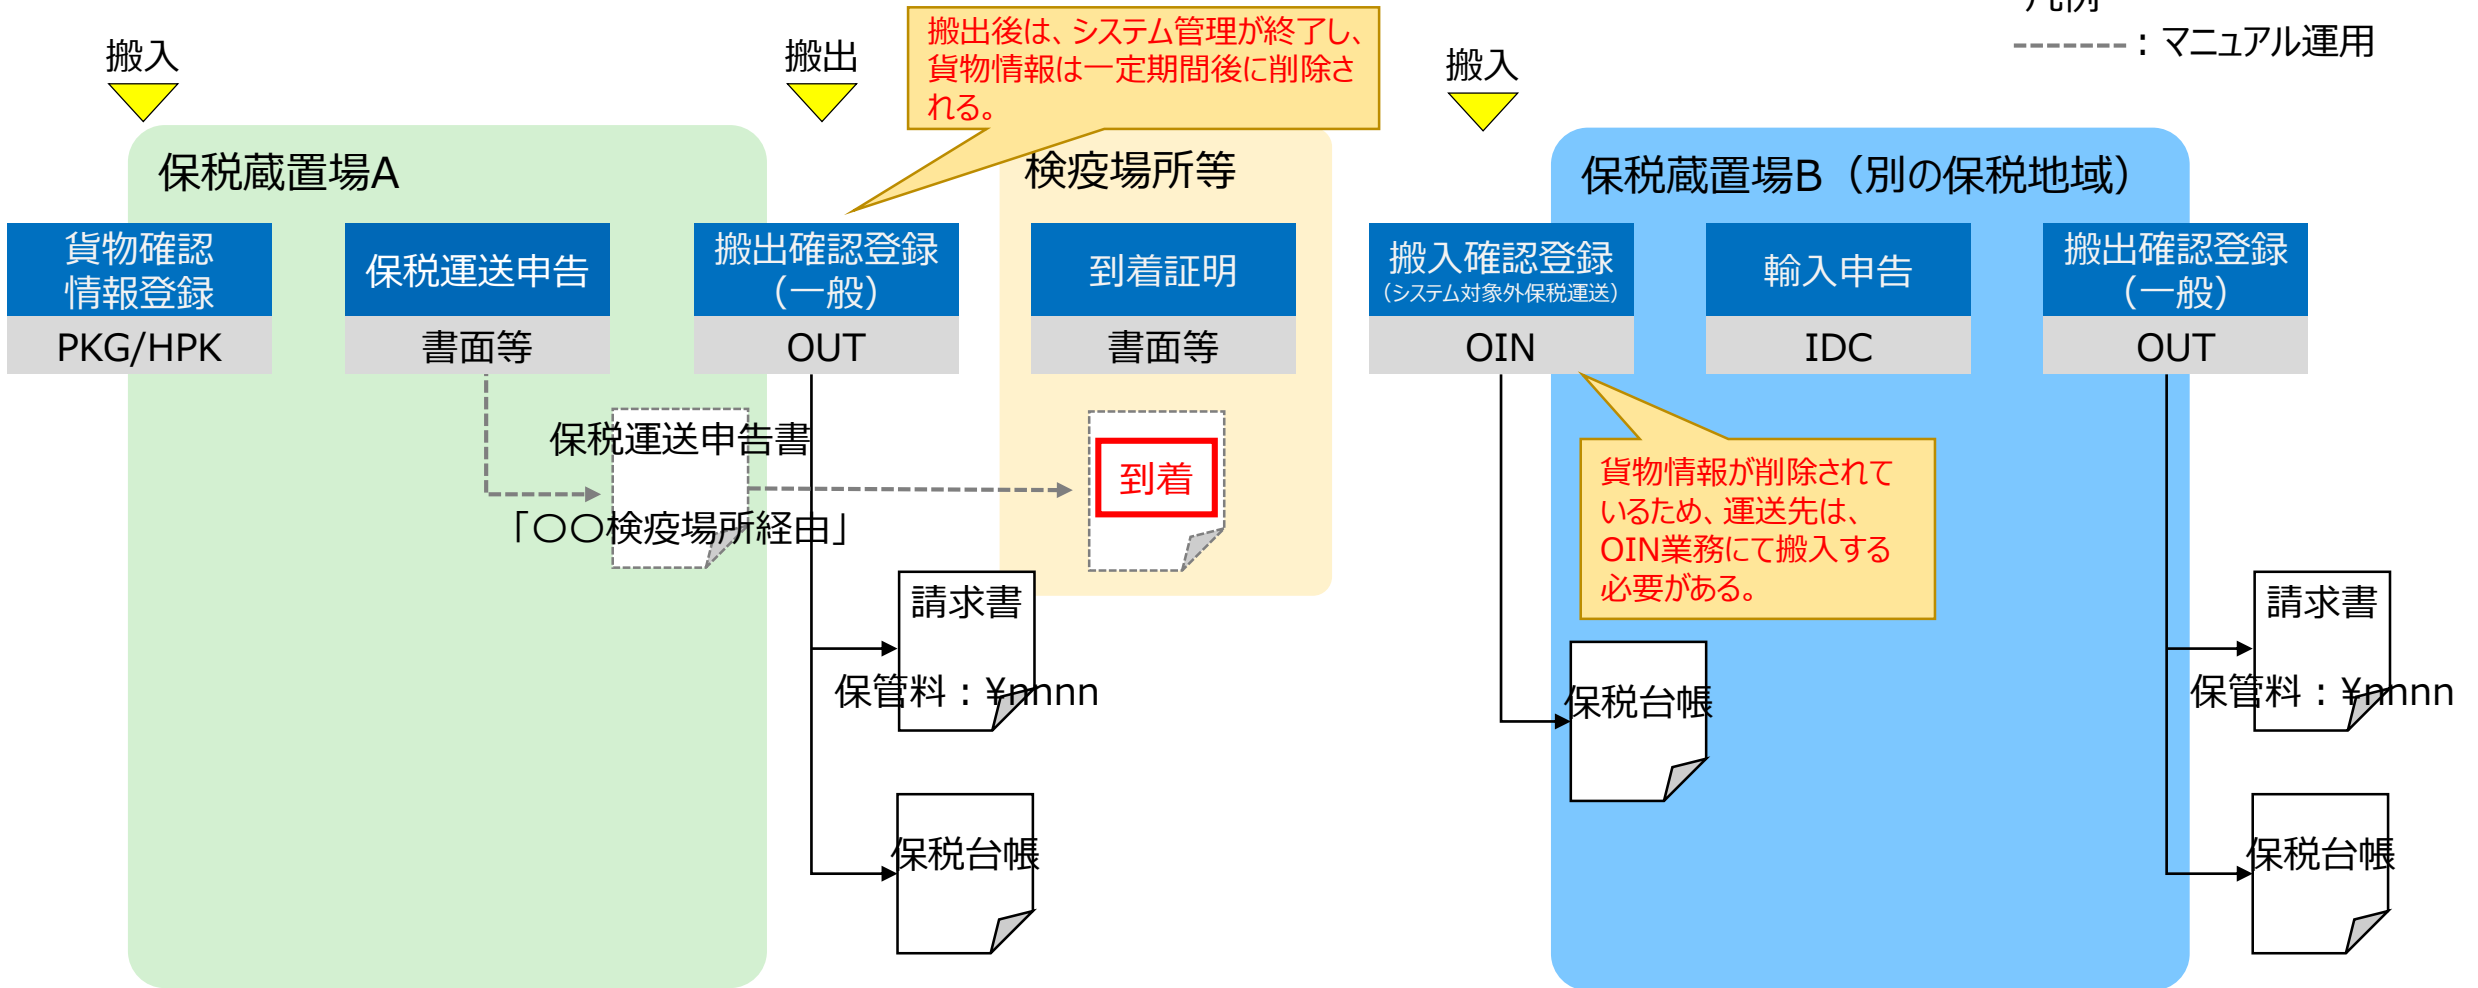 凡例
：マニュアル運用
搬入
搬出
搬出後は、システム管理が終了し、
貨物情報は一定期間後に削除さ
れる。
搬入
保税蔵置場A
検疫場所等
保税蔵置場B（別の保税地域）
貨物確認
情報登録
PKG/HPK
保税運送申告
書面等
搬出確認登録
（一般）
OUT
到着証明
書面等
搬入確認登録
（システム対象外保税運送）
OIN
輸入申告
IDC
搬出確認登録
（一般）
OUT
保税運送申告書
「〇〇検疫場所経由」
到着
貨物情報が削除されて
いるため、運送先は、
OIN業務にて搬入する
必要がある。
請求書
保管料：¥nnnn
保税台帳
保税台帳
請求書
保管料：¥nnnn
保税台帳